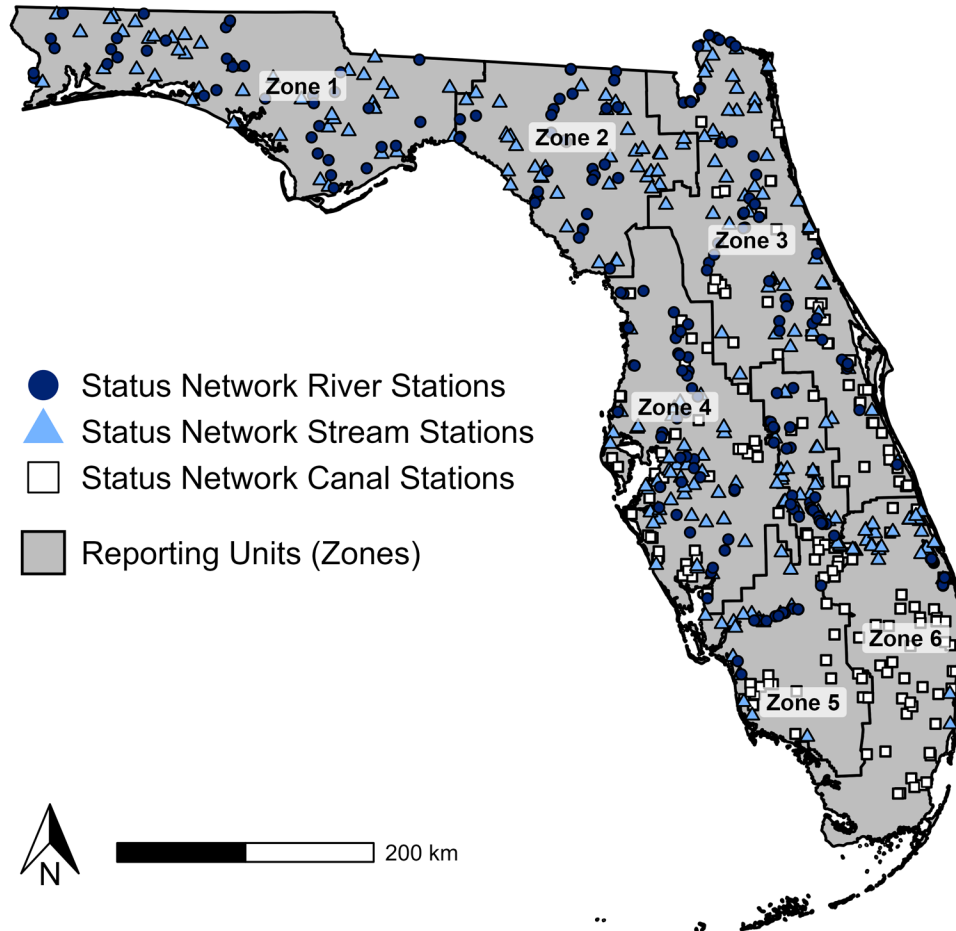 Zone 1
Zone 2
Zone 3
Status Network River Stations
Status Network Stream Stations
Status Network Canal Stations
Reporting Units (Zones)
Zone 4
Zone 6
Zone 5
N
200 km